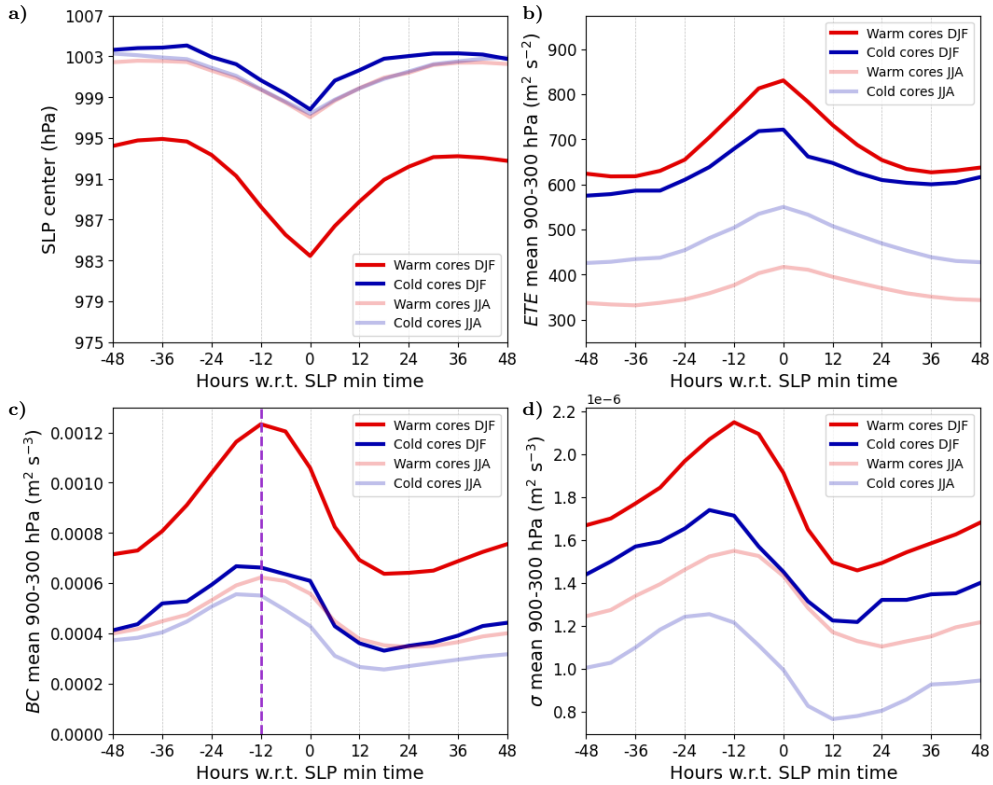 a)
1007
1003
999
995
991
987
983
979
975
SLP center (hPa)
Warm cores DJF
Cold cores DJF
Warm cores JJA
Cold cores JJA
-48 -36 -24 -12 0 12 24 36 48
Hours w.r.t. SLP min time
b)
900
800
700
600
500
400
300
ETE mean 900-300 hPa (m² s⁻²)
Warm cores DJF
Cold cores DJF
Warm cores JJA
Cold cores JJA
-48 -36 -24 -12 0 12 24 36 48
Hours w.r.t. SLP min time
c)
0.0012
0.0010
0.0008
0.0006
0.0004
0.0002
0.0000
BC mean 900-300 hPa (m² s⁻³)
Warm cores DJF
Cold cores DJF
Warm cores JJA
Cold cores JJA
-48 -36 -24 -12 0 12 24 36 48
Hours w.r.t. SLP min time
d)
1e−6
2.2
2.0
1.8
1.6
1.4
1.2
1.0
0.8
σ mean 900-300 hPa (m² s⁻³)
Warm cores DJF
Cold cores DJF
Warm cores JJA
Cold cores JJA
-48 -36 -24 -12 0 12 24 36 48
Hours w.r.t. SLP min time